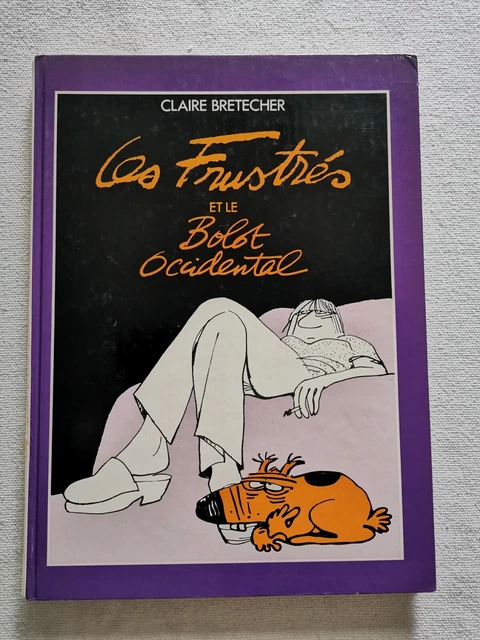 CLAIRE BRETECHER
Les Frustrés
ET LE
Bolot
Occidental